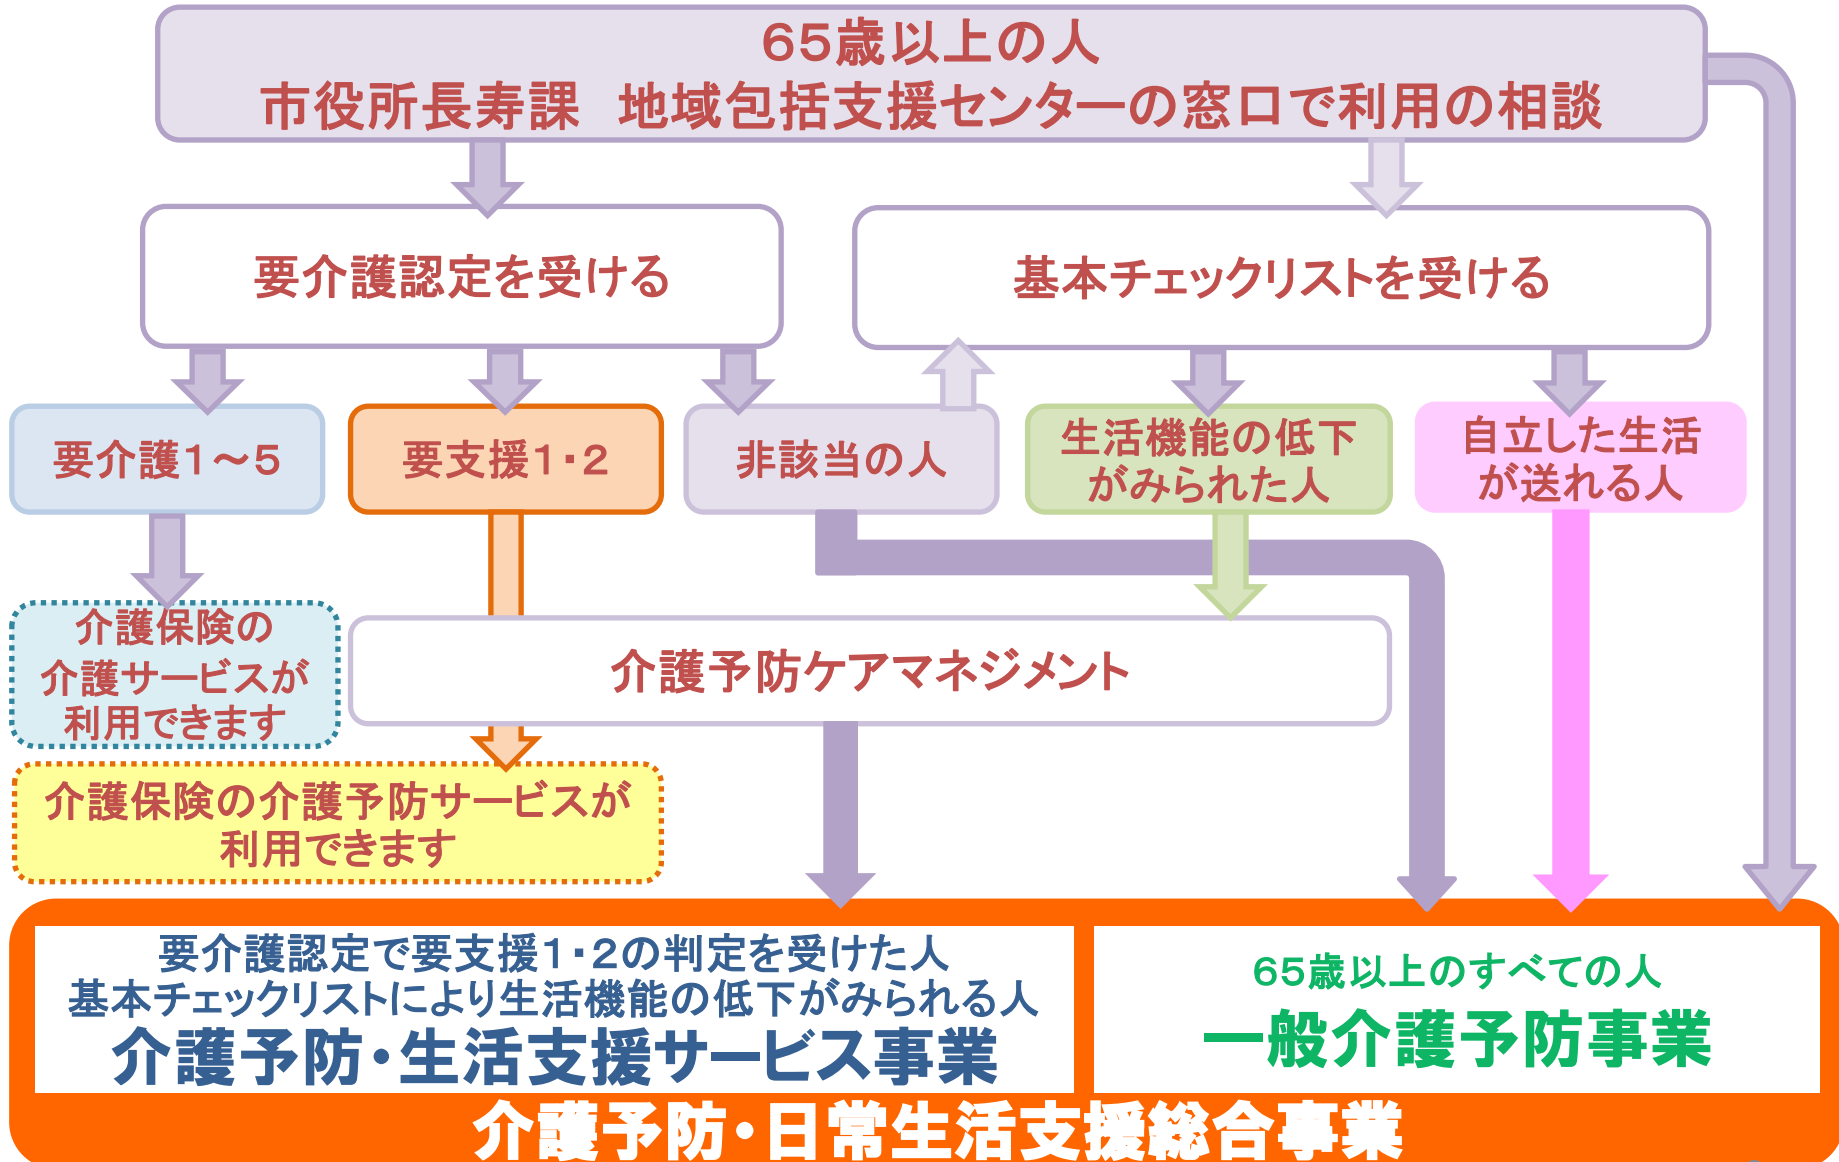 65歳以上の人
市役所長寿課　地域包括支援センターの窓口で利用の相談
要介護認定を受ける
基本チェックリストを受ける
要介護1～5
要支援1・2
非該当の人
生活機能の低下
がみられた人
自立した生活
が送れる人
介護保険の
介護サービスが
利用できます
介護予防ケアマネジメント
介護保険の介護予防サービスが
利用できます
要介護認定で要支援1・2の判定を受けた人
基本チェックリストにより生活機能の低下がみられる人
介護予防・生活支援サービス事業
65歳以上のすべての人
一般介護予防事業
介護予防・日常生活支援総合事業